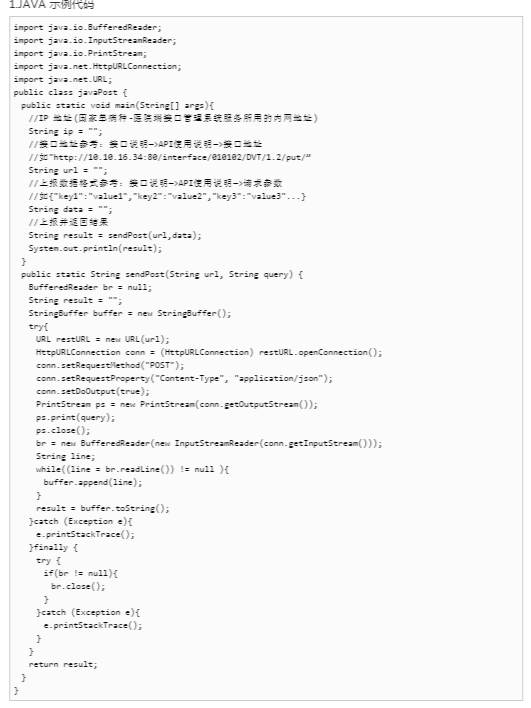 1.JAVA 示例代码
import java.io.BufferedReader;
import java.io.InputStreamReader;
import java.io.PrintStream;
import java.net.HttpURLConnection;
import java.net.URL;
public class javaPost {
public static void main(String[] args){
//IP 地址(国家单病种-医院端接口管理系统服务所用的内网地址)
String ip = "";
//接口地址参考: 接口说明->API使用说明->接口地址
//如"http://10.10.16.34:80/interface/010102/DVT/1.2/put/"
String url = "";
//上报数据格式参考: 接口说明->API使用说明->请求参数
//如{"key1":"value1","key2":"value2","key3":"value3"...}
String data = "";
//上报并返回结果
String result = sendPost(url,data);
System.out.println(result);
}
public static String sendPost(String url, String query) {
BufferedReader br = null;
String result = "";
StringBuffer buffer = new StringBuffer();
try{
URL restURL = new URL(url);
HttpURLConnection conn = (HttpURLConnection) restURL.openConnection();
conn.setRequestMethod("POST");
conn.setRequestProperty("Content-Type", "application/json");
conn.setDoOutput(true);
PrintStream ps = new PrintStream(conn.getOutputStream());
ps.print(query);
ps.close();
br = new BufferedReader(new InputStreamReader(conn.getInputStream()));
String line;
while((line = br.readLine()) != null ){
buffer.append(line);
}
result = buffer.toString();
}catch (Exception e){
e.printStackTrace();
}finally {
try {
if(br != null){
br.close();
}
}catch (Exception e){
e.printStackTrace();
}
}
return result;
}
}